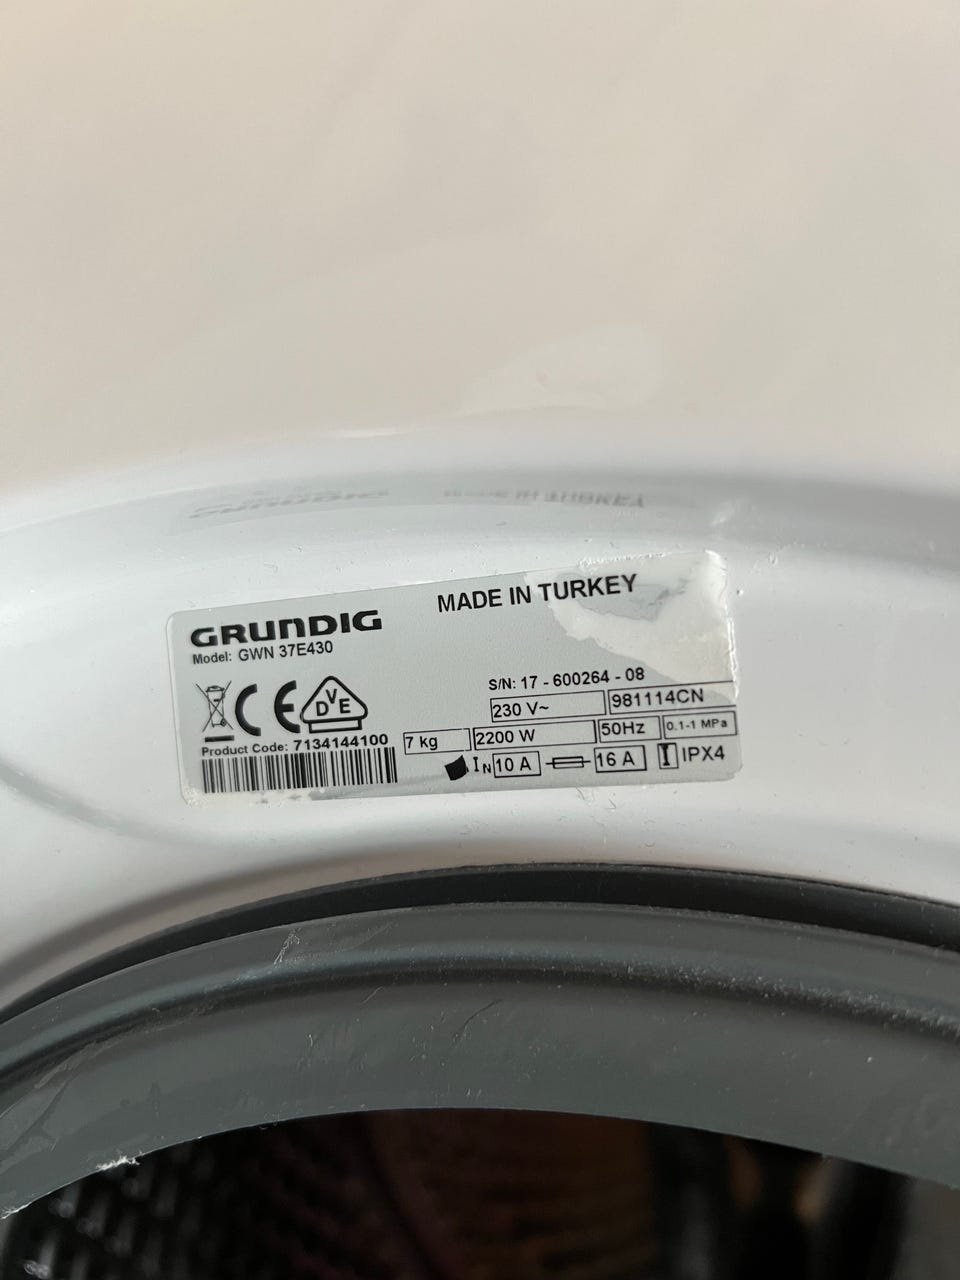 GRUNDIG
MADE IN TURKEY
Model: GWN 37E430
DVE
S/N: 17 - 600264 - 08
230 V~ 981114CN
Product Code: 7134144100
7 kg 2200 W 50Hz 0.1-1 MPa
IN 10 A 16 A IPX4